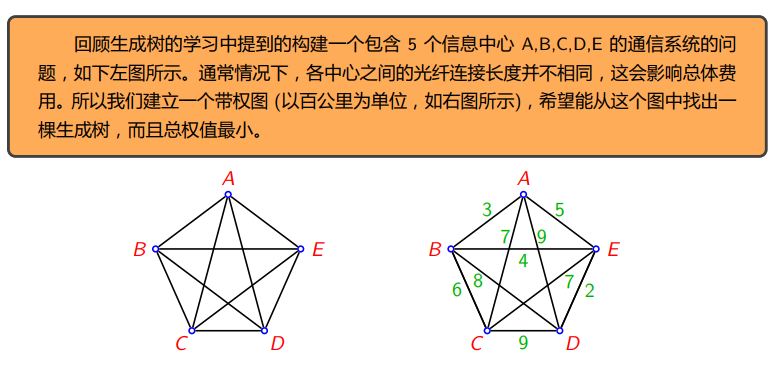 回顾生成树的学习中提到的构建一个包含 5 个信息中心 A,B,C,D,E 的通信系统的问
题，如下左图所示。通常情况下，各中心之间的光纤连接长度并不相同，这会影响总体费
用。所以我们建立一个带权图 (以百公里为单位，如右图所示)，希望能从这个图中找出一
棵生成树，而且总权值最小。
A A
3 5
7 9
B E B E
4
6 8 7 2
C D C D
9